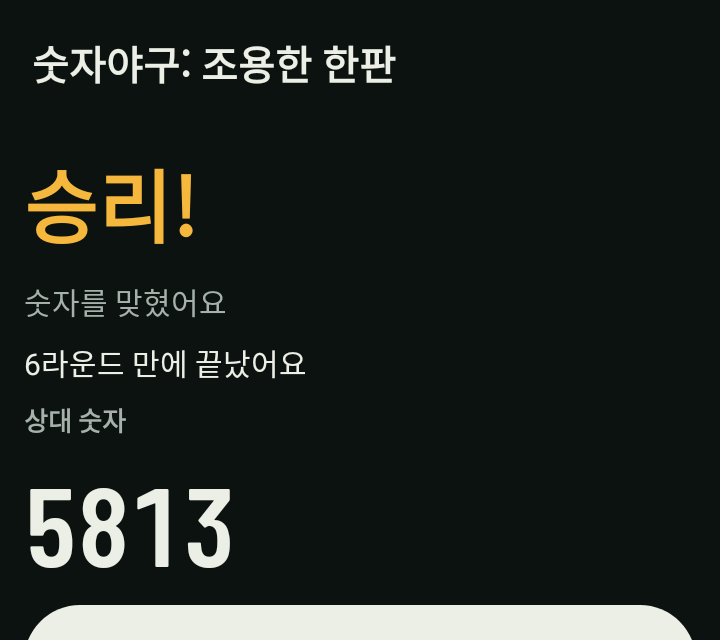 숫자야구: 조용한 한판
승리!
숫자를 맞혔어요
6라운드 만에 끝났어요
상대 숫자
5813